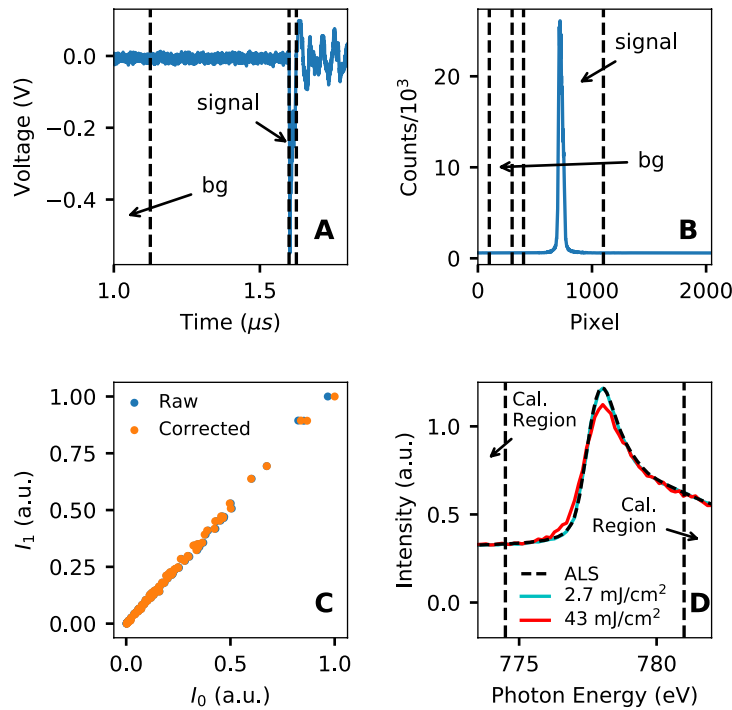 0.0
−0.2
−0.4
Voltage (V)
signal
bg
A
1.0
1.5
Time (μs)
20
10
0
Counts/10³
signal
bg
B
0
1000
2000
Pixel
1.00
0.75
0.50
0.25
0.00
I₁ (a.u.)
Raw
Corrected
C
0.0
0.5
1.0
I₀ (a.u.)
1.0
0.5
0.0
Intensity (a.u.)
Cal.
Region
Cal.
Region
ALS
2.7 mJ/cm²
43 mJ/cm²
D
775
780
Photon Energy (eV)